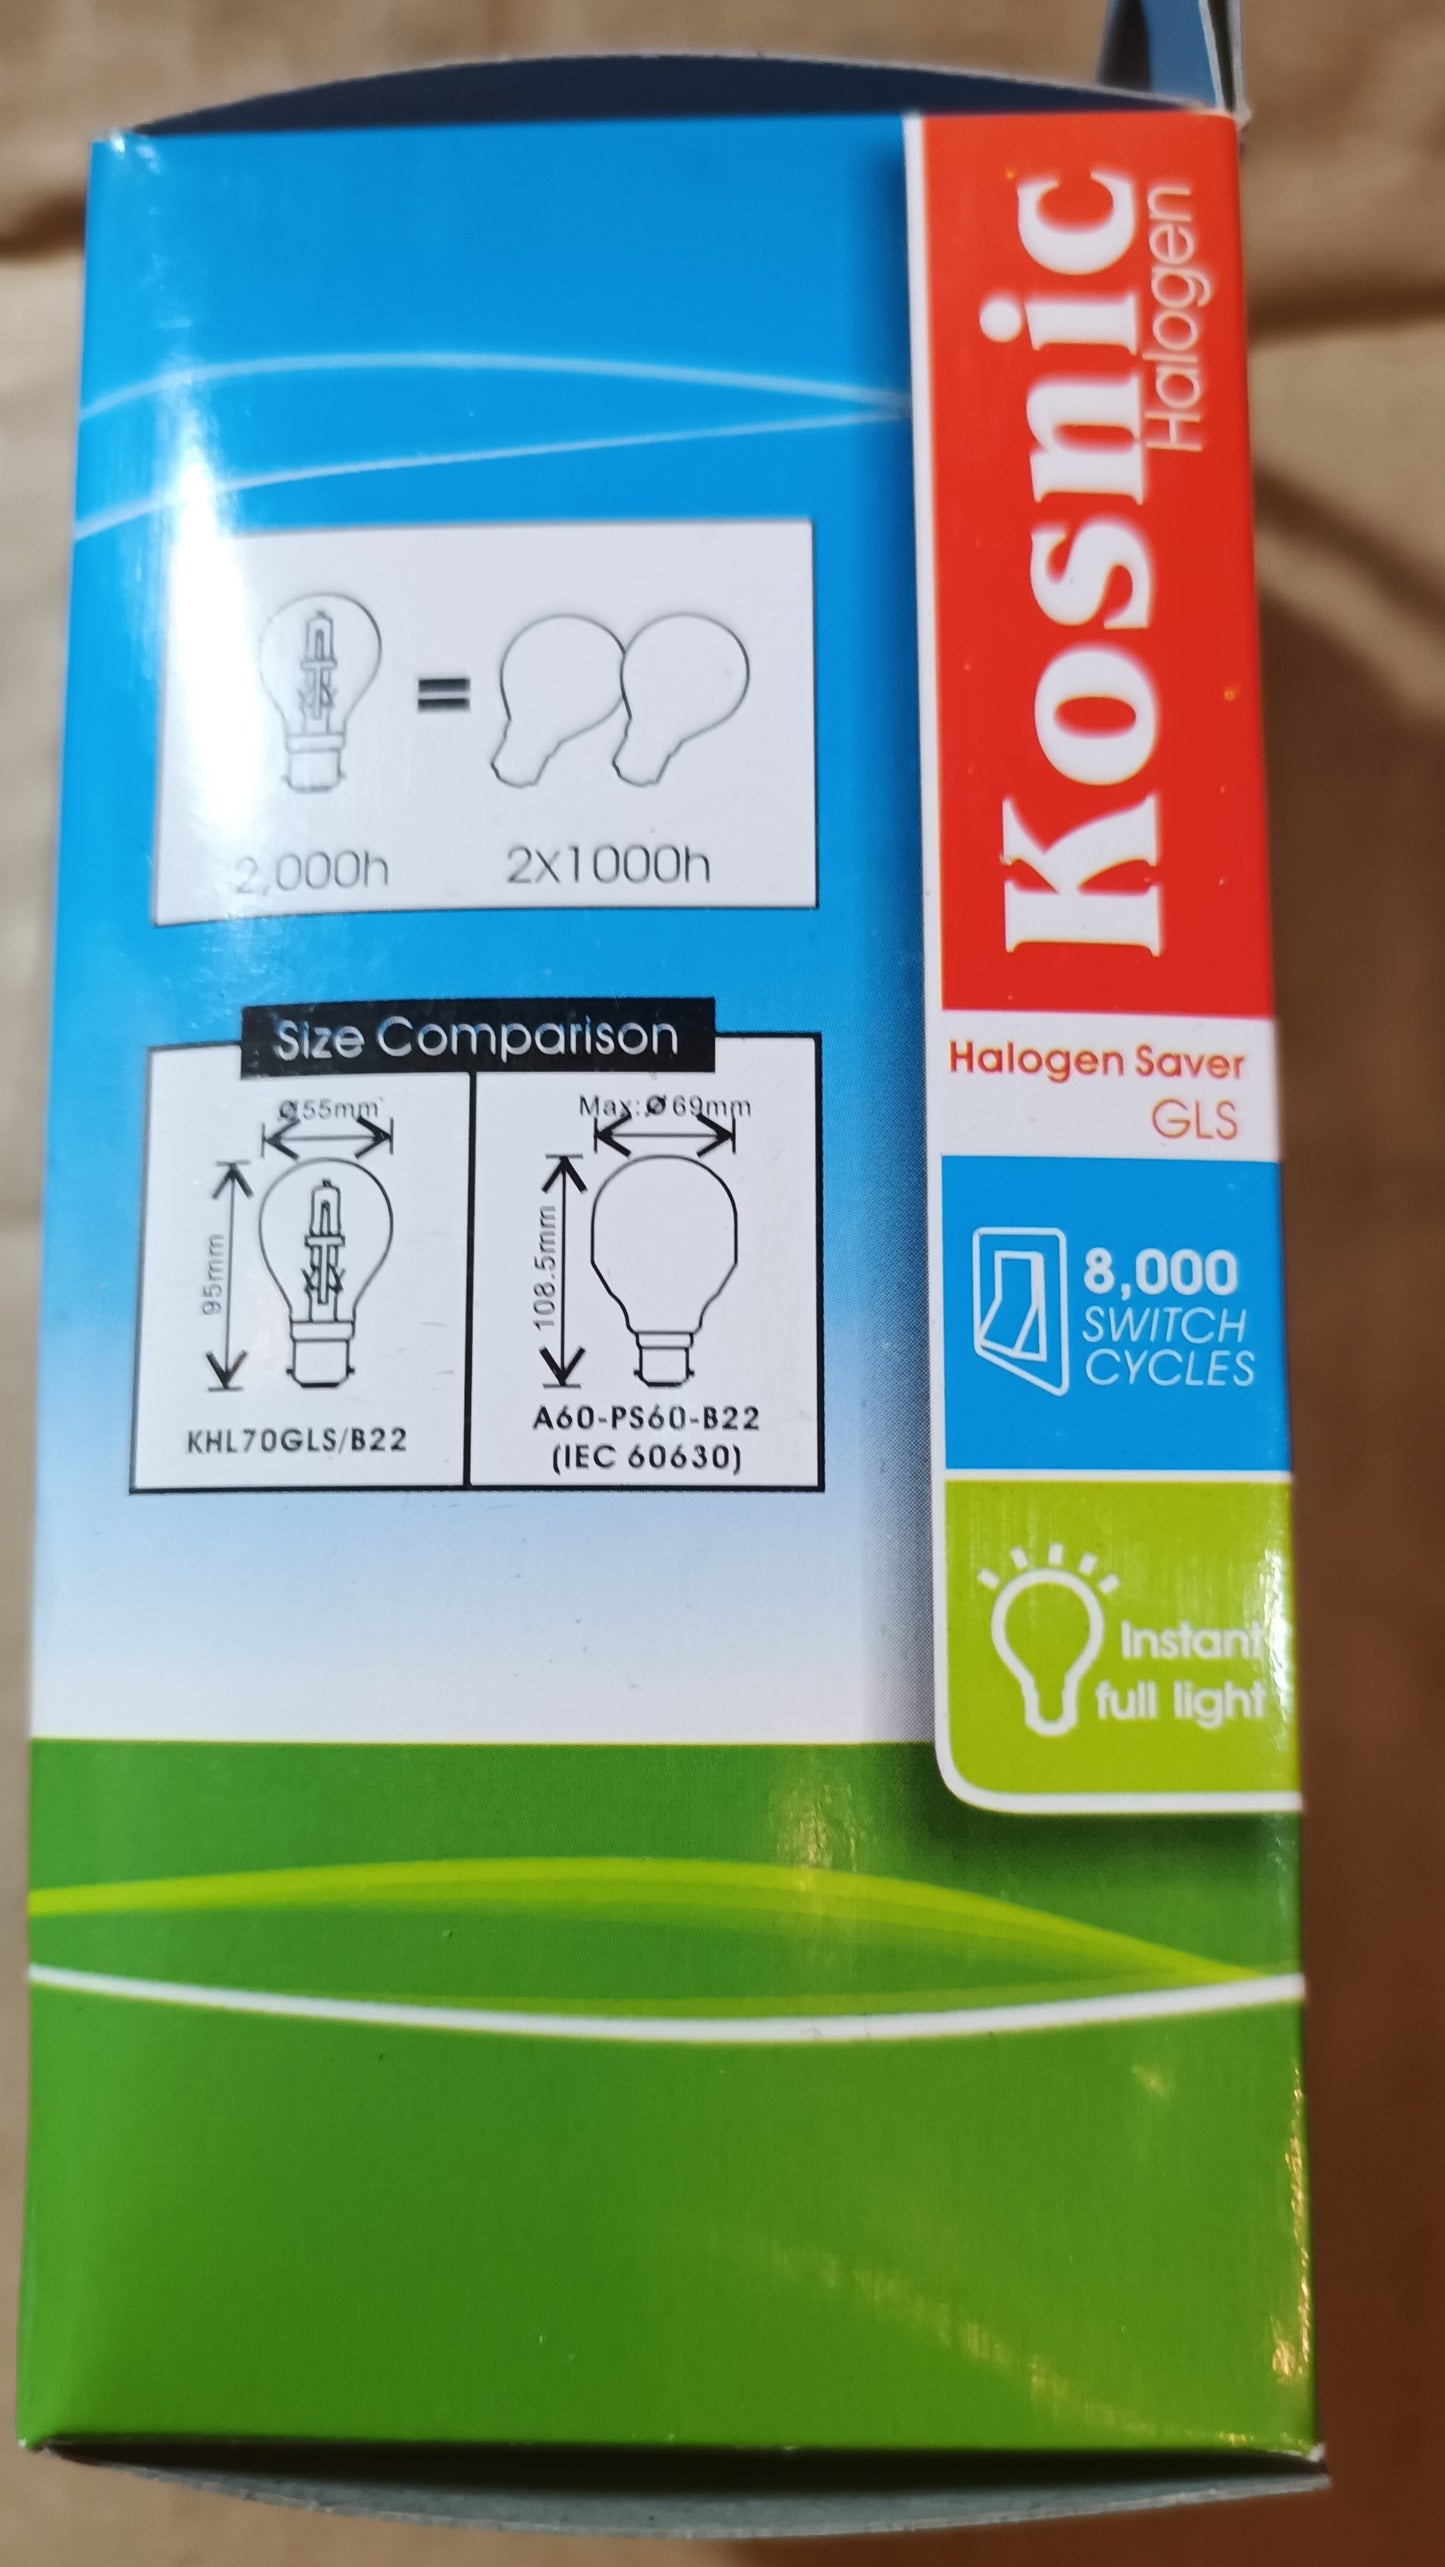 Kosnic
Halogen
2,000h
2X1000h
Size Comparison
Ø55mm
95mm
KHL70GLS/B22
Max:Ø69mm
108.5mm
A60-PS60-B22
(IEC 60630)
Halogen Saver
GLS
8,000
SWITCH
CYCLES
Instant
full light